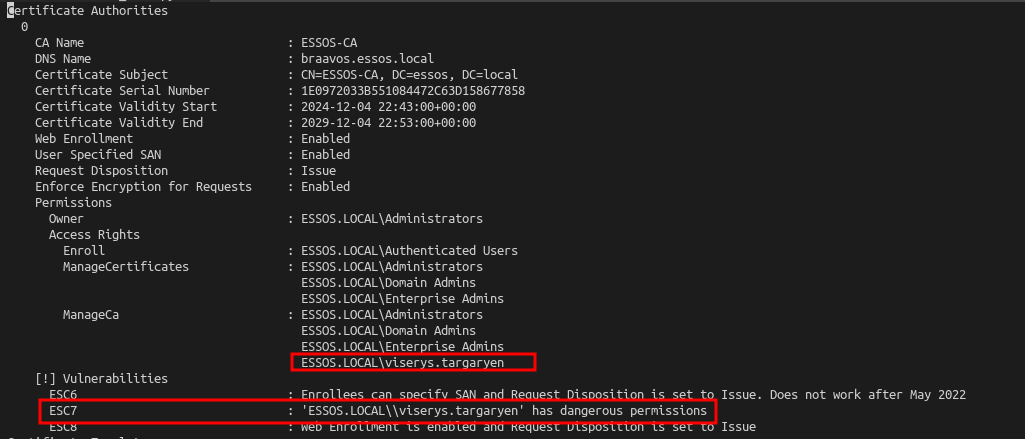 Certificate Authorities
0
CA Name : ESSOS-CA
DNS Name : braavos.essos.local
Certificate Subject : CN=ESSOS-CA, DC=essos, DC=local
Certificate Serial Number : 1E0972033B551084472C63D158677858
Certificate Validity Start : 2024-12-04 22:43:00+00:00
Certificate Validity End : 2029-12-04 22:53:00+00:00
Web Enrollment : Enabled
User Specified SAN : Enabled
Request Disposition : Issue
Enforce Encryption for Requests : Enabled
Permissions
Owner : ESSOS.LOCAL\Administrators
Access Rights
Enroll : ESSOS.LOCAL\Authenticated Users
ManageCertificates : ESSOS.LOCAL\Administrators
ESSOS.LOCAL\Domain Admins
ESSOS.LOCAL\Enterprise Admins
ManageCa : ESSOS.LOCAL\Administrators
ESSOS.LOCAL\Domain Admins
ESSOS.LOCAL\Enterprise Admins
ESSOS.LOCAL\viserys.targaryen
[!] Vulnerabilities
ESC6 : Enrollees can specify SAN and Request Disposition is set to Issue. Does not work after May 2022
ESC7 : 'ESSOS.LOCAL\\viserys.targaryen' has dangerous permissions
ESC8 : Web Enrollment is enabled and Request Disposition is set to Issue